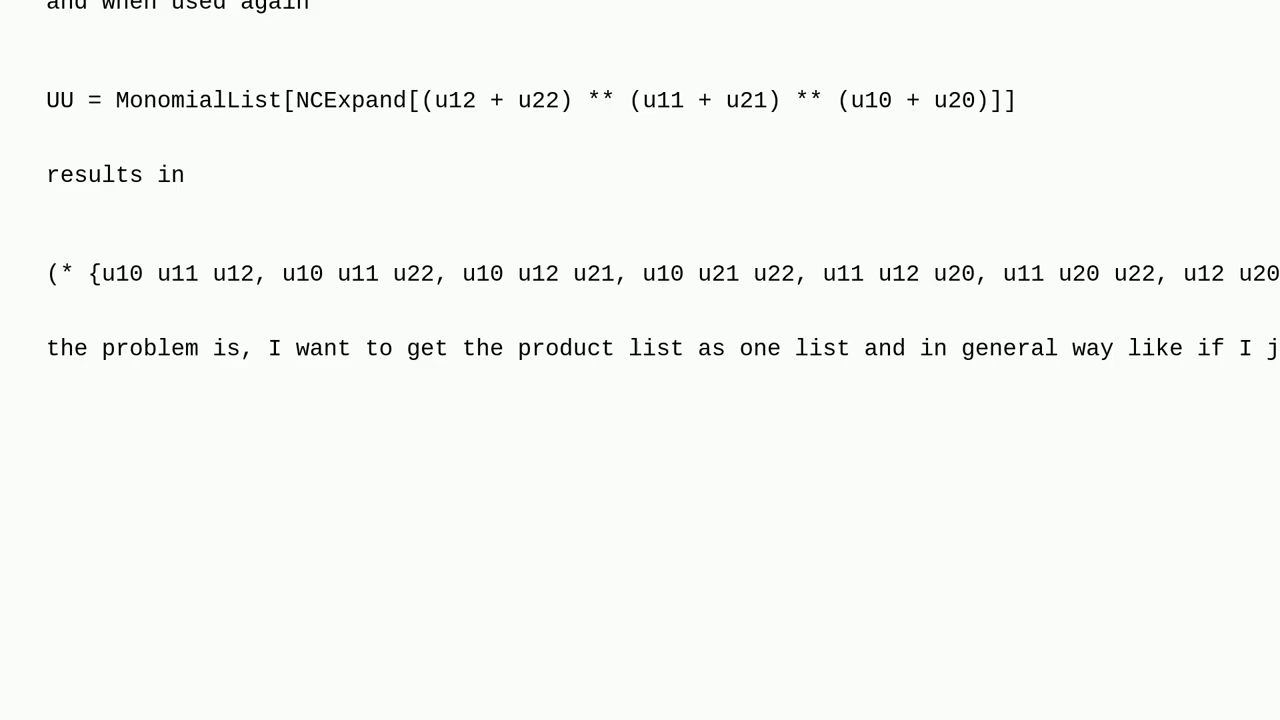 and when used again
UU = MonomialList[NCExpand[(u12 + u22) ** (u11 + u21) ** (u10 + u20)]]
results in
(* {u10 u11 u12, u10 u11 u22, u10 u12 u21, u10 u21 u22, u11 u12 u20, u11 u20 u22, u12 u20
the problem is, I want to get the product list as one list and in general way like if I j